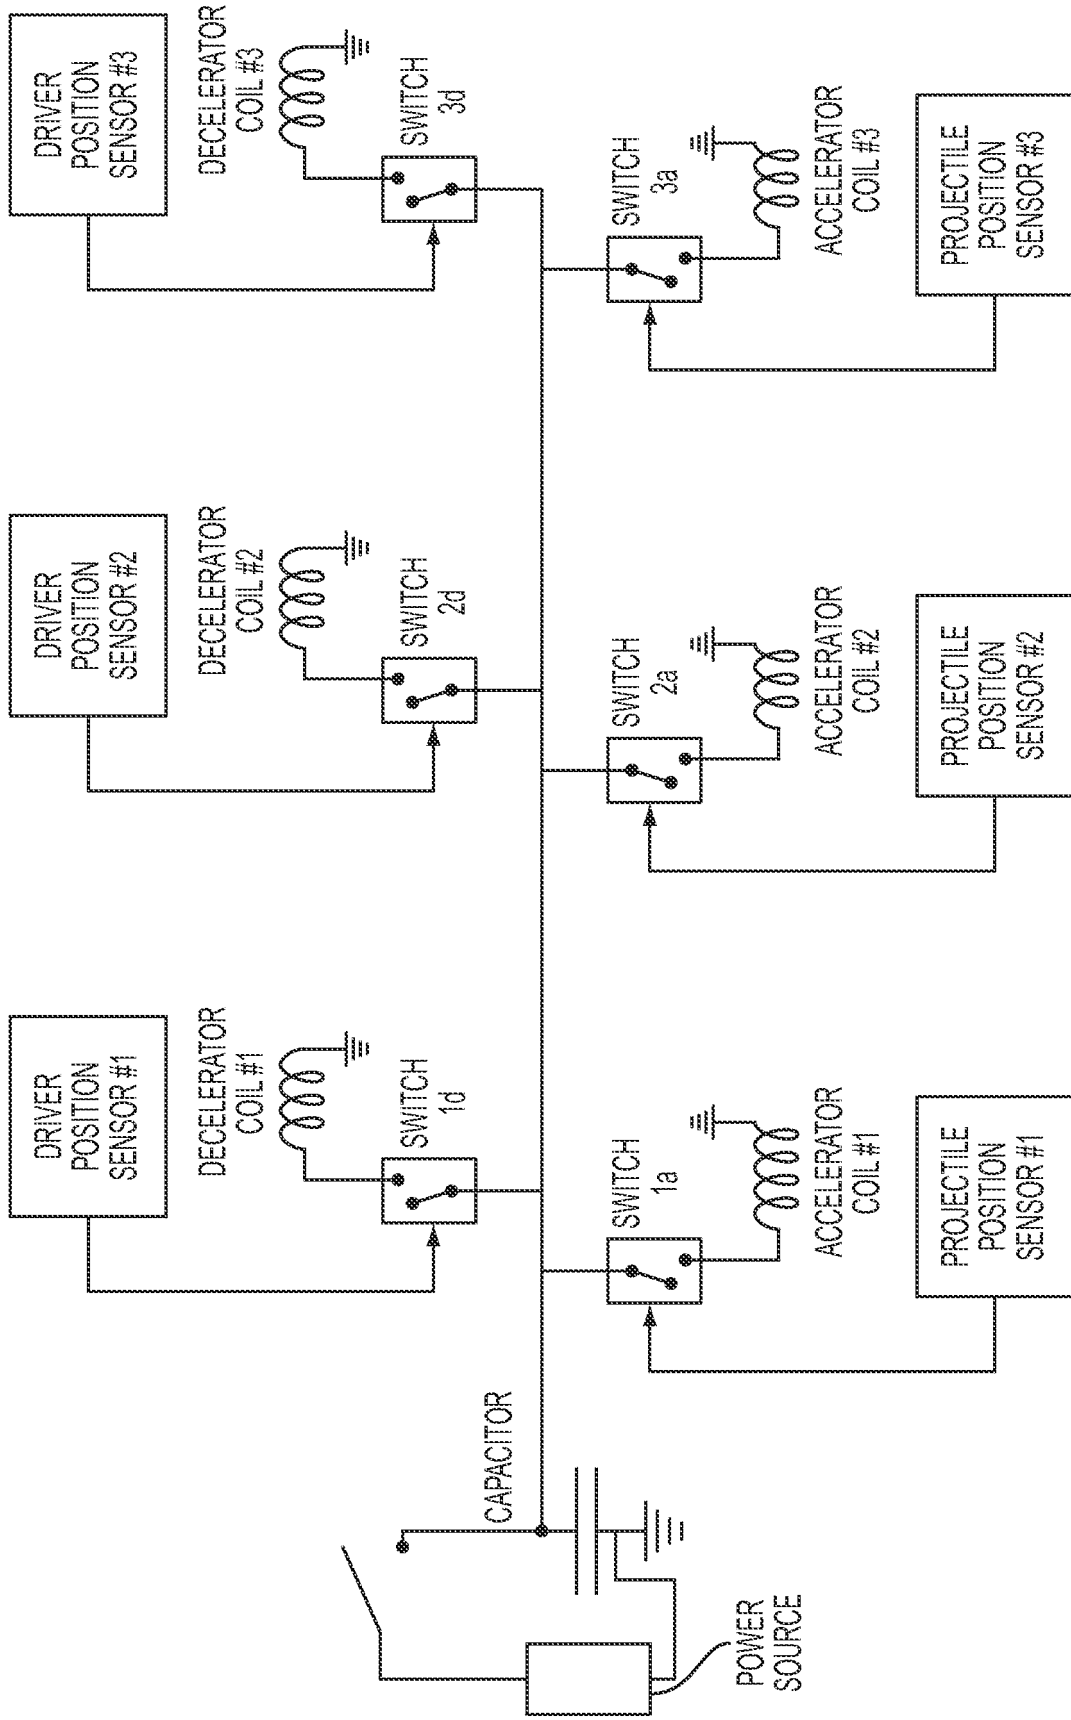 DRIVER
POSITION
SENSOR #1
DRIVER
POSITION
SENSOR #2
DRIVER
POSITION
SENSOR #3
DECELERATOR
COIL #1
DECELERATOR
COIL #2
DECELERATOR
COIL #3
SWITCH
1d
SWITCH
2d
SWITCH
3d
CAPACITOR
SWITCH
1a
SWITCH
2a
SWITCH
3a
POWER
SOURCE
ACCELERATOR
COIL #1
ACCELERATOR
COIL #2
ACCELERATOR
COIL #3
PROJECTILE
POSITION
SENSOR #1
PROJECTILE
POSITION
SENSOR #2
PROJECTILE
POSITION
SENSOR #3